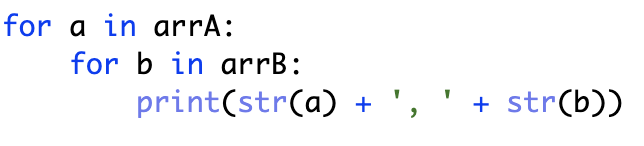 for a in arrA:
    for b in arrB:
        print(str(a) + ', ' + str(b))